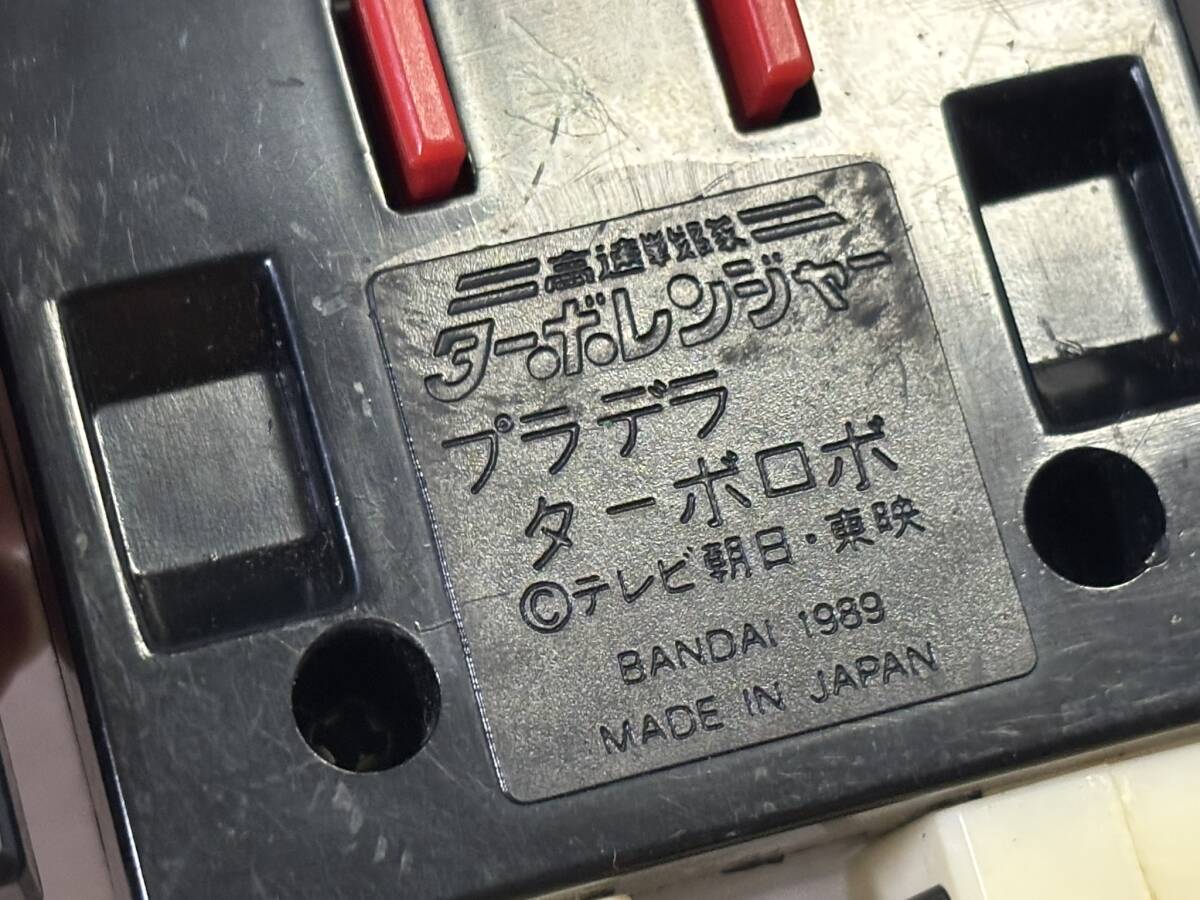 高速戦隊
ターボレンジャー
プラデラ
ターボロボ
©テレビ朝日・東映
BANDAI 1989
MADE IN JAPAN